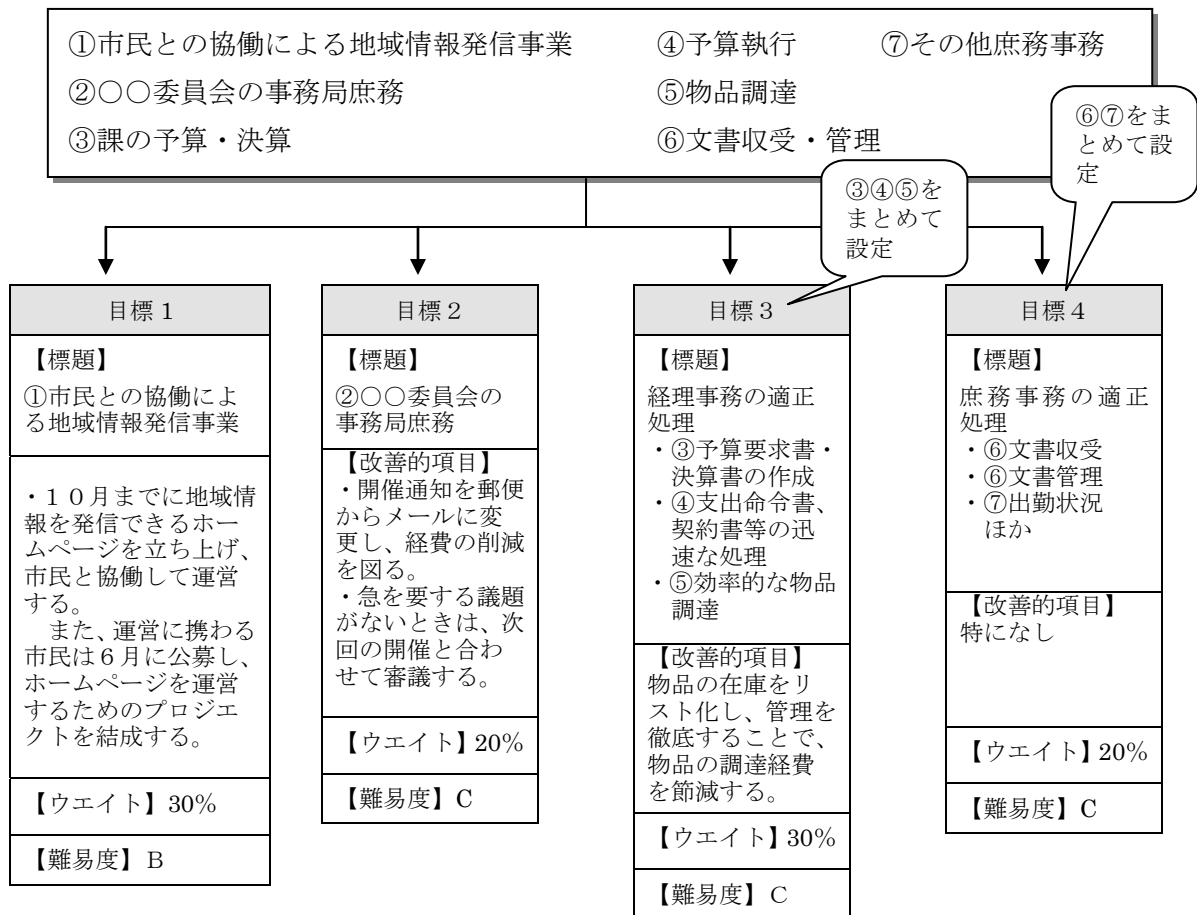 ①市民との協働による地域情報発信事業
④予算執行
⑦その他庶務事務
②○○委員会の事務局庶務
⑤物品調達
③課の予算・決算
⑥文書収受・管理
⑥⑦をま
とめて設
定
③④⑤を
まとめて
設定
目標1
【標題】
①市民との協働によ
る地域情報発信事業
・10月までに地域情
報を発信できるホー
ムページを立ち上げ、
市民と協働して運営
する。
また、運営に携わる
市民は6月に公募し、
ホームページを運営
するためのプロジェ
クトを結成する。
【ウエイト】30%
【難易度】B
目標2
【標題】
②○○委員会の
事務局庶務
【改善的項目】
・開催通知を郵便
からメールに変
更し、経費の削減
を図る。
・急を要する議題
がないときは、次
回の開催と合わ
せて審議する。
【ウエイト】20%
【難易度】C
目標3
【標題】
経理事務の適正
処理
・③予算要求書・
決算書の作成
・④支出命令書、
契約書等の迅
速な処理
・⑤効率的な物品
調達
【改善的項目】
物品の在庫をリ
スト化し、管理を
徹底することで、
物品の調達経費
を節減する。
【ウエイト】30%
【難易度】C
目標4
【標題】
庶務事務の適正
処理
・⑥文書収受
・⑥文書管理
・⑦出勤状況
ほか
【改善的項目】
特になし
【ウエイト】20%
【難易度】C